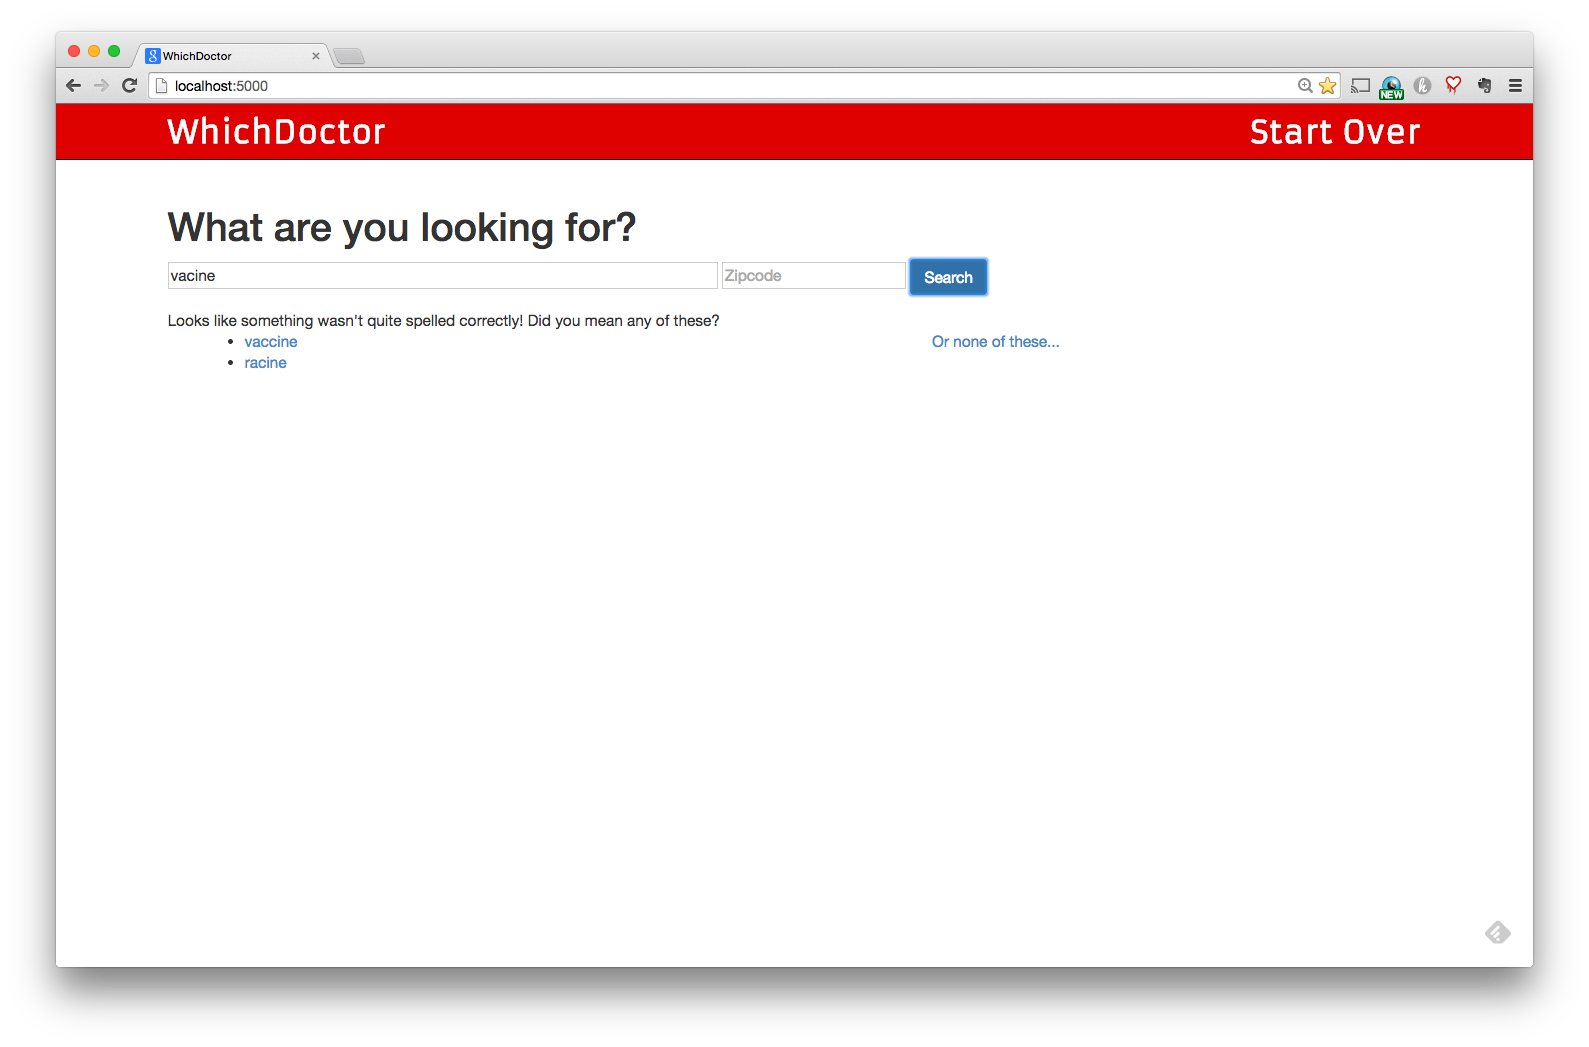 WhichDoctor
localhost:5000
NEW
WhichDoctor Start Over
What are you looking for?
vacine Zipcode Search
Looks like something wasn't quite spelled correctly! Did you mean any of these?
• vaccine Or none of these...
• racine